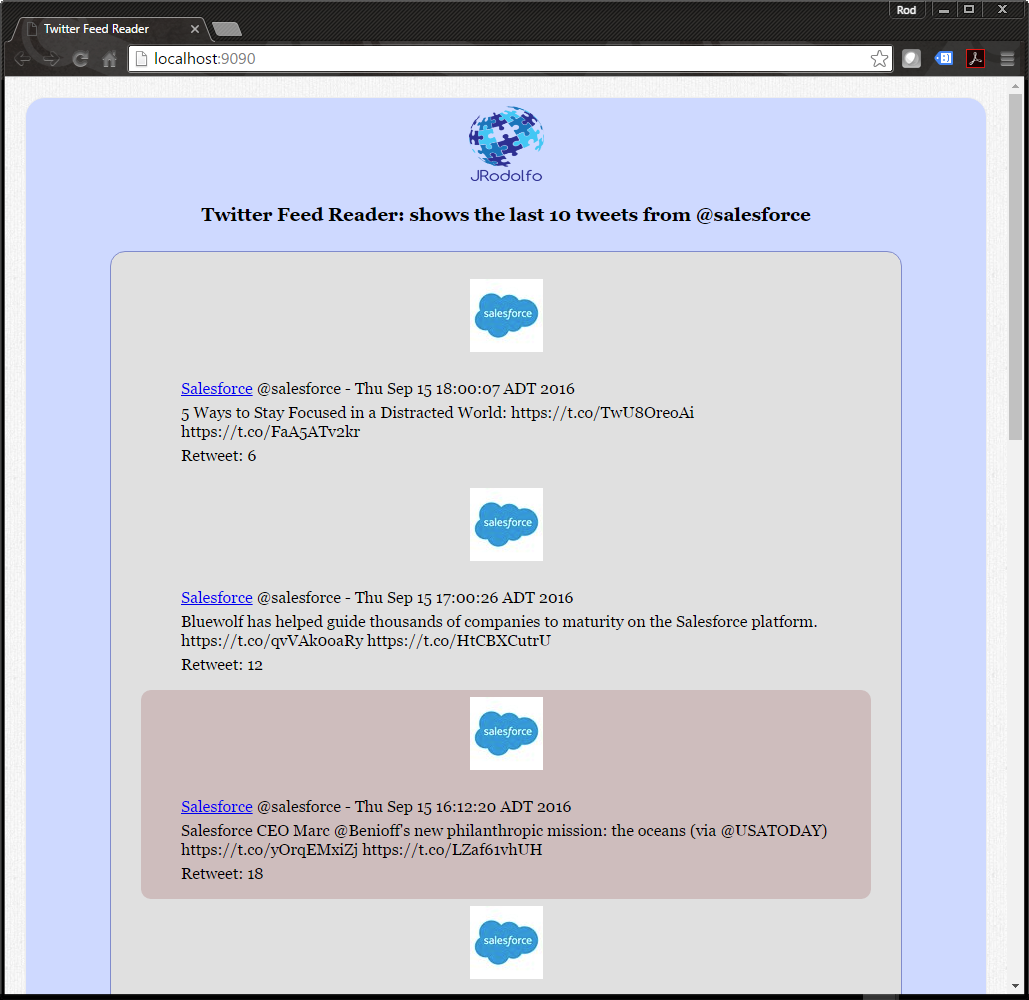 Rod
Twitter Feed Reader
localhost:9090
JRodolfo
Twitter Feed Reader: shows the last 10 tweets from @salesforce
salesforce
Salesforce @salesforce - Thu Sep 15 18:00:07 ADT 2016
5 Ways to Stay Focused in a Distracted World: https://t.co/TwU8OreoAi
https://t.co/FaA5ATv2kr
Retweet: 6
salesforce
Salesforce @salesforce - Thu Sep 15 17:00:26 ADT 2016
Bluewolf has helped guide thousands of companies to maturity on the Salesforce platform.
https://t.co/qvVAk0oaRy https://t.co/HtCBXCutrU
Retweet: 12
salesforce
Salesforce @salesforce - Thu Sep 15 16:12:20 ADT 2016
Salesforce CEO Marc @Benioff's new philanthropic mission: the oceans (via @USATODAY)
https://t.co/yOrqEMxiZj https://t.co/LZaf61vhUH
Retweet: 18
salesforce